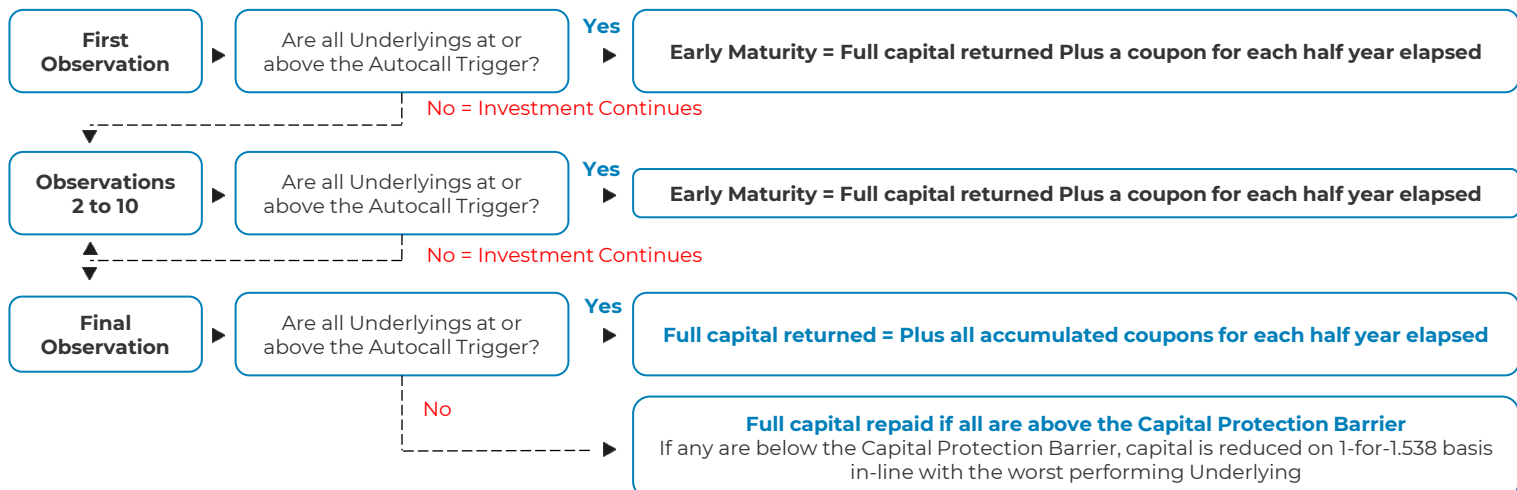 First
Observation
Are all Underlyings at or
above the Autocall Trigger?
Yes
Early Maturity = Full capital returned Plus a coupon for each half year elapsed
No = Investment Continues
Observations
2 to 10
Are all Underlyings at or
above the Autocall Trigger?
Yes
Early Maturity = Full capital returned Plus a coupon for each half year elapsed
No = Investment Continues
Final
Observation
Are all Underlyings at or
above the Autocall Trigger?
Yes
Full capital returned = Plus all accumulated coupons for each half year elapsed
No
Full capital repaid if all are above the Capital Protection Barrier
If any are below the Capital Protection Barrier, capital is reduced on 1-for-1.538 basis
in-line with the worst performing Underlying